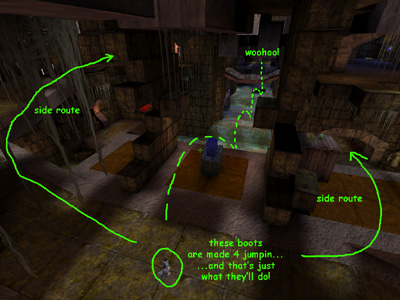 woohoo!
side route
side route
these boots
are made 4 jumpin...
...and that's just
what they'll do!